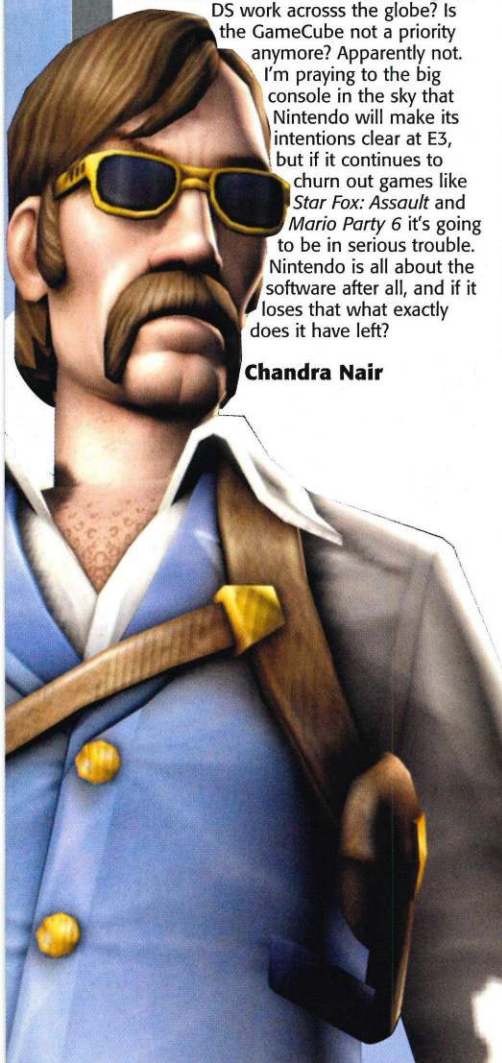 DS work acrosss the globe? Is
the GameCube not a priority
anymore? Apparently not.
I'm praying to the big
console in the sky that
Nintendo will make its
intentions clear at E3,
but if it continues to
churn out games like
Star Fox: Assault and
Mario Party 6 it's going
to be in serious trouble.
Nintendo is all about the
software after all, and if it
loses that what exactly
does it have left?
Chandra Nair